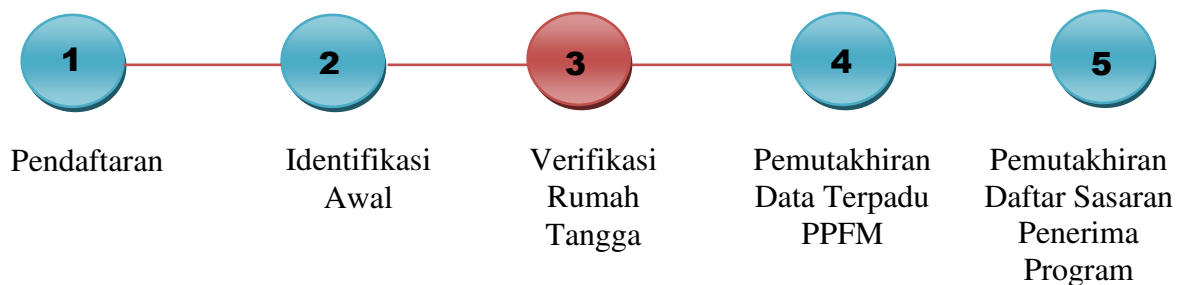 1
2
3
4
5
Pendaftaran
Identifikasi
Awal
Verifikasi
Rumah
Tangga
Pemutakhiran
Data Terpadu
PPFM
Pemutakhiran
Daftar Sasaran
Penerima
Program